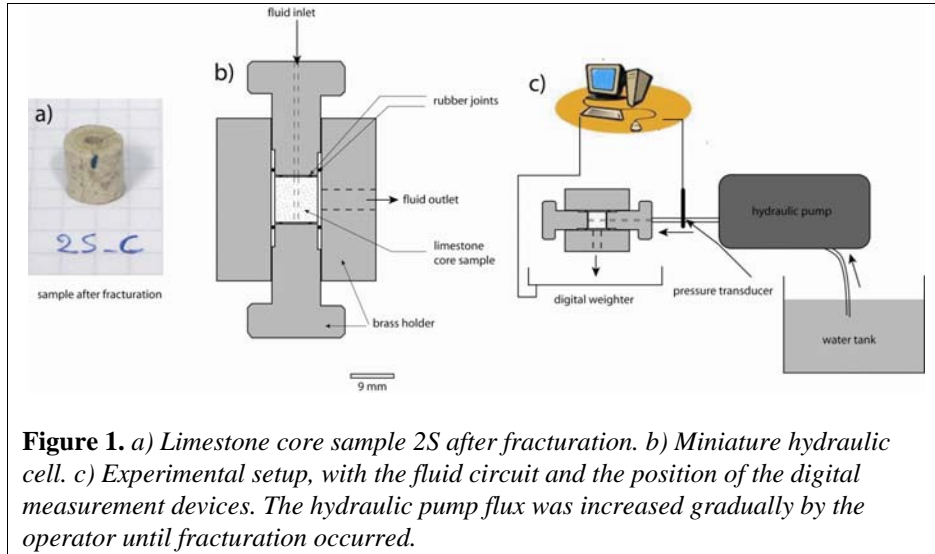 fluid inlet
b)
c)
rubber joints
a)
fluid outlet
hydraulic pump
2S_C
limestone
core sample
sample after fracturation
digital weighter
pressure transducer
brass holder
water tank
9 mm
Figure 1. a) Limestone core sample 2S after fracturation. b) Miniature hydraulic
cell. c) Experimental setup, with the fluid circuit and the position of the digital
measurement devices. The hydraulic pump flux was increased gradually by the
operator until fracturation occurred.